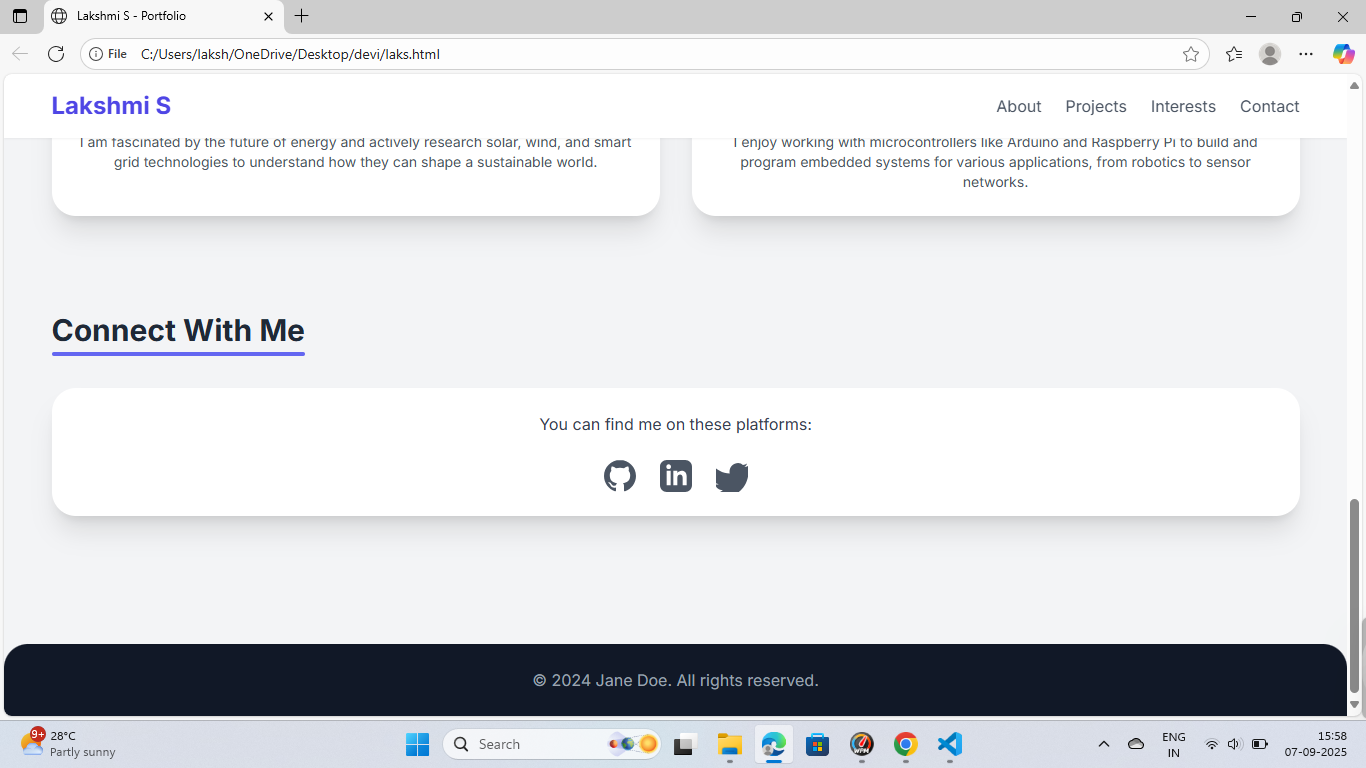 Lakshmi S - Portfolio
File
C:/Users/laksh/OneDrive/Desktop/devi/laks.html
Lakshmi S
About
Projects
Interests
Contact
I am fascinated by the future of energy and actively research solar, wind, and smart
grid technologies to understand how they can shape a sustainable world.
I enjoy working with microcontrollers like Arduino and Raspberry Pi to build and
program embedded systems for various applications, from robotics to sensor
networks.
Connect With Me
You can find me on these platforms:
in
© 2024 Jane Doe. All rights reserved.
9+
28°C
Partly sunny
Search
WPM
ENG
IN
15:58
07-09-2025